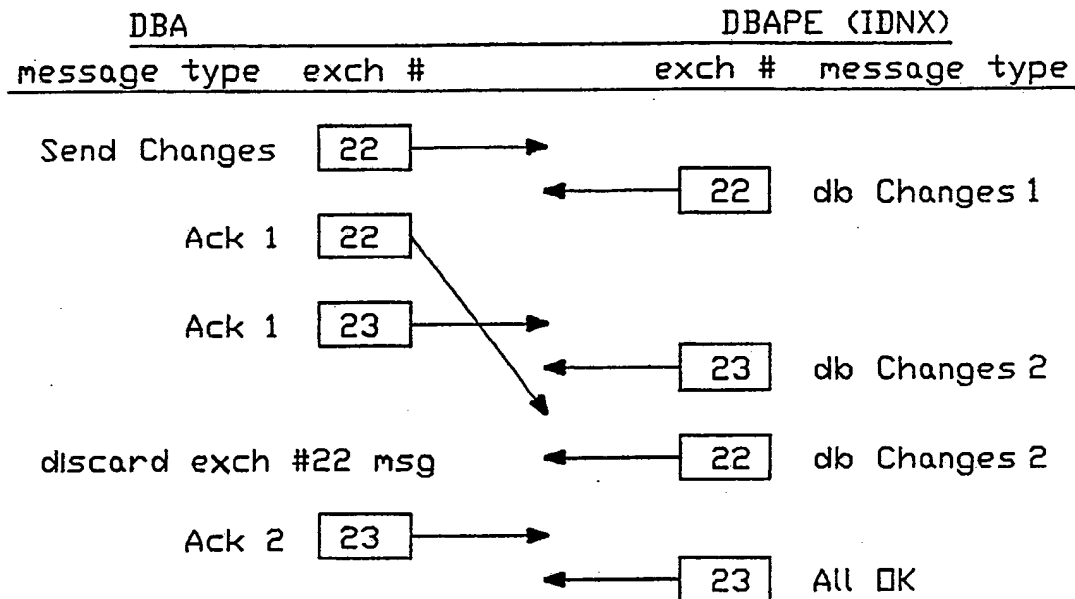 DBA DBAPE (IDNX)
message type exch # exch # message type
Send Changes 22
22 db Changes 1
Ack 1 22
Ack 1 23
23 db Changes 2
discard exch #22 msg 22 db Changes 2
Ack 2 23
23 All OK